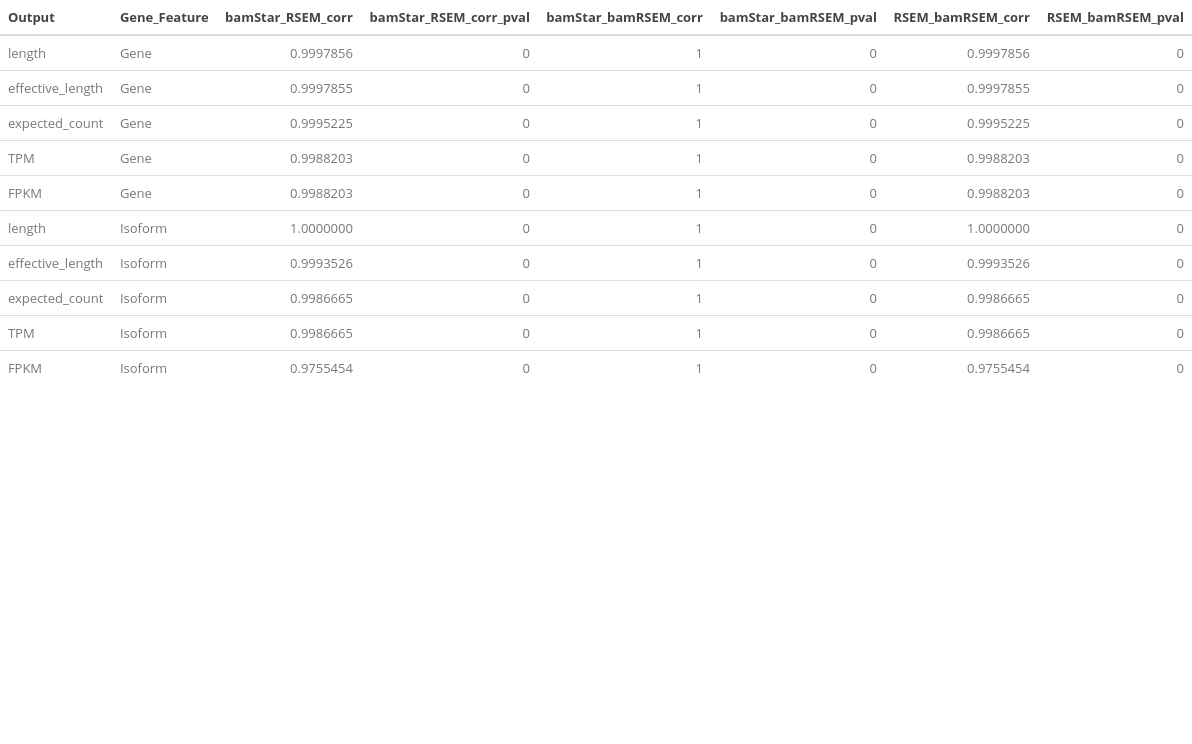 Output Gene_Feature bamStar_RSEM_corr bamStar_RSEM_corr_pval bamStar_bamRSEM_corr bamStar_bamRSEM_pval RSEM_bamRSEM_corr RSEM_bamRSEM_pval
length Gene 0.9997856 0 1 0 0.9997856 0
effective_length Gene 0.9997855 0 1 0 0.9997855 0
expected_count Gene 0.9995225 0 1 0 0.9995225 0
TPM Gene 0.9988203 0 1 0 0.9988203 0
FPKM Gene 0.9988203 0 1 0 0.9988203 0
length Isoform 1.0000000 0 1 0 1.0000000 0
effective_length Isoform 0.9993526 0 1 0 0.9993526 0
expected_count Isoform 0.9986665 0 1 0 0.9986665 0
TPM Isoform 0.9986665 0 1 0 0.9986665 0
FPKM Isoform 0.9755454 0 1 0 0.9755454 0